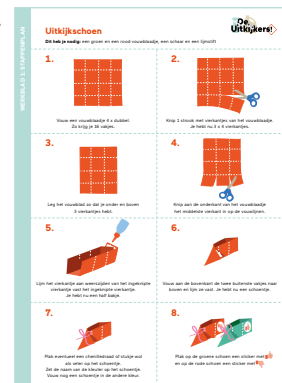 WERKBLAD 1: STAPPENPLAN
Uitkijkschoen
De Uitkijkers!
Dit heb je nodig: een groen en een rood vouwblaadje, een schaar en een lijmstift
1.
Vouw een vouwblaadje 4 x dubbel.
Zo krijg je 16 vakjes.
2.
Knip 1 strook met vierkantjes van het vouwblaadje.
Je hebt nu 3 x 4 vierkantjes.
3.
Leg het vouwblad zo dat je onder en boven
3 vierkantjes hebt.
4.
Knip aan de onderkant van het vouwblaadje
het middelste vierkant in op de vouwlijnen.
5.
Lijm het vierkantje aan weerszijden van het ingeknipte
vierkantje vast het ingeknipte vierkantje.
Je hebt nu een half bakje.
6.
Vouw aan de bovenkant de twee buitenste vakjes naar
boven en lijm ze vast. Je hebt nu een schoentje.
7.
Plak eventueel een chenilledraad of stukje wol
als veter op het schoentje.
Zet de naam van de kleuter op het schoentje.
Vouw nog een schoentje in de andere kleur.
8.
Plak op de groene schoen een sticker met
en op de rode schoen een sticker met